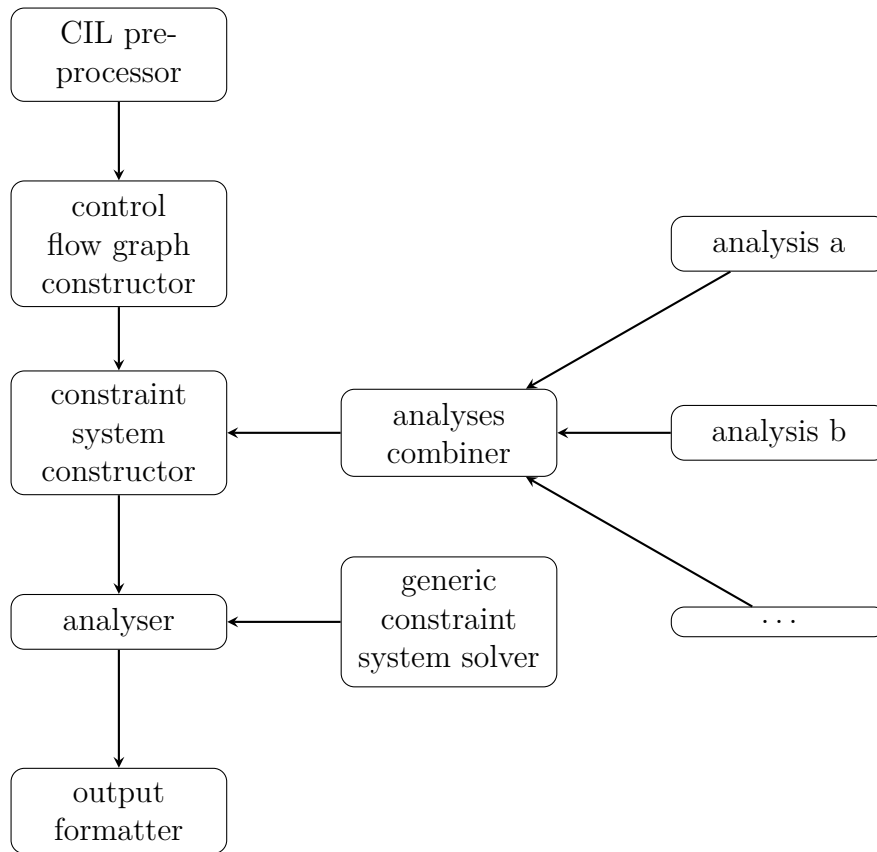 CIL pre-
processor
control
flow graph
constructor
analysis a
constraint
system
constructor
analyses
combiner
analysis b
generic
constraint
system solver
analyser
···
output
formatter